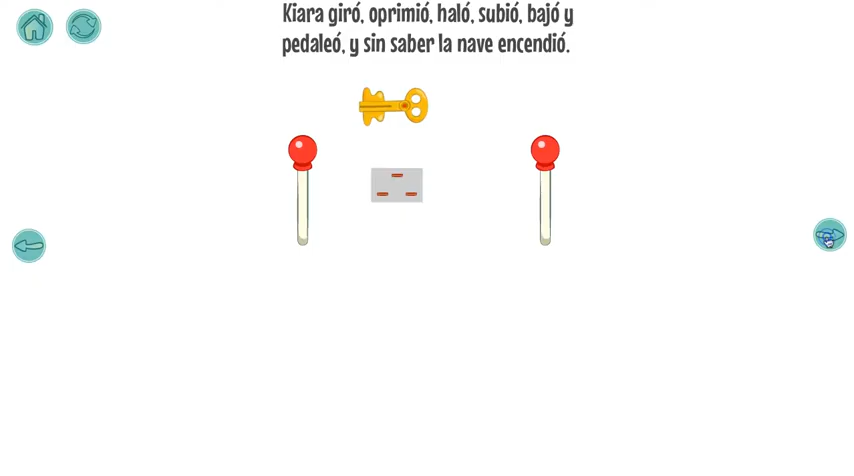 Kiara giró, oprimió, haló, subió, bajó y
pedaleó, y sin saber la nave encendió.